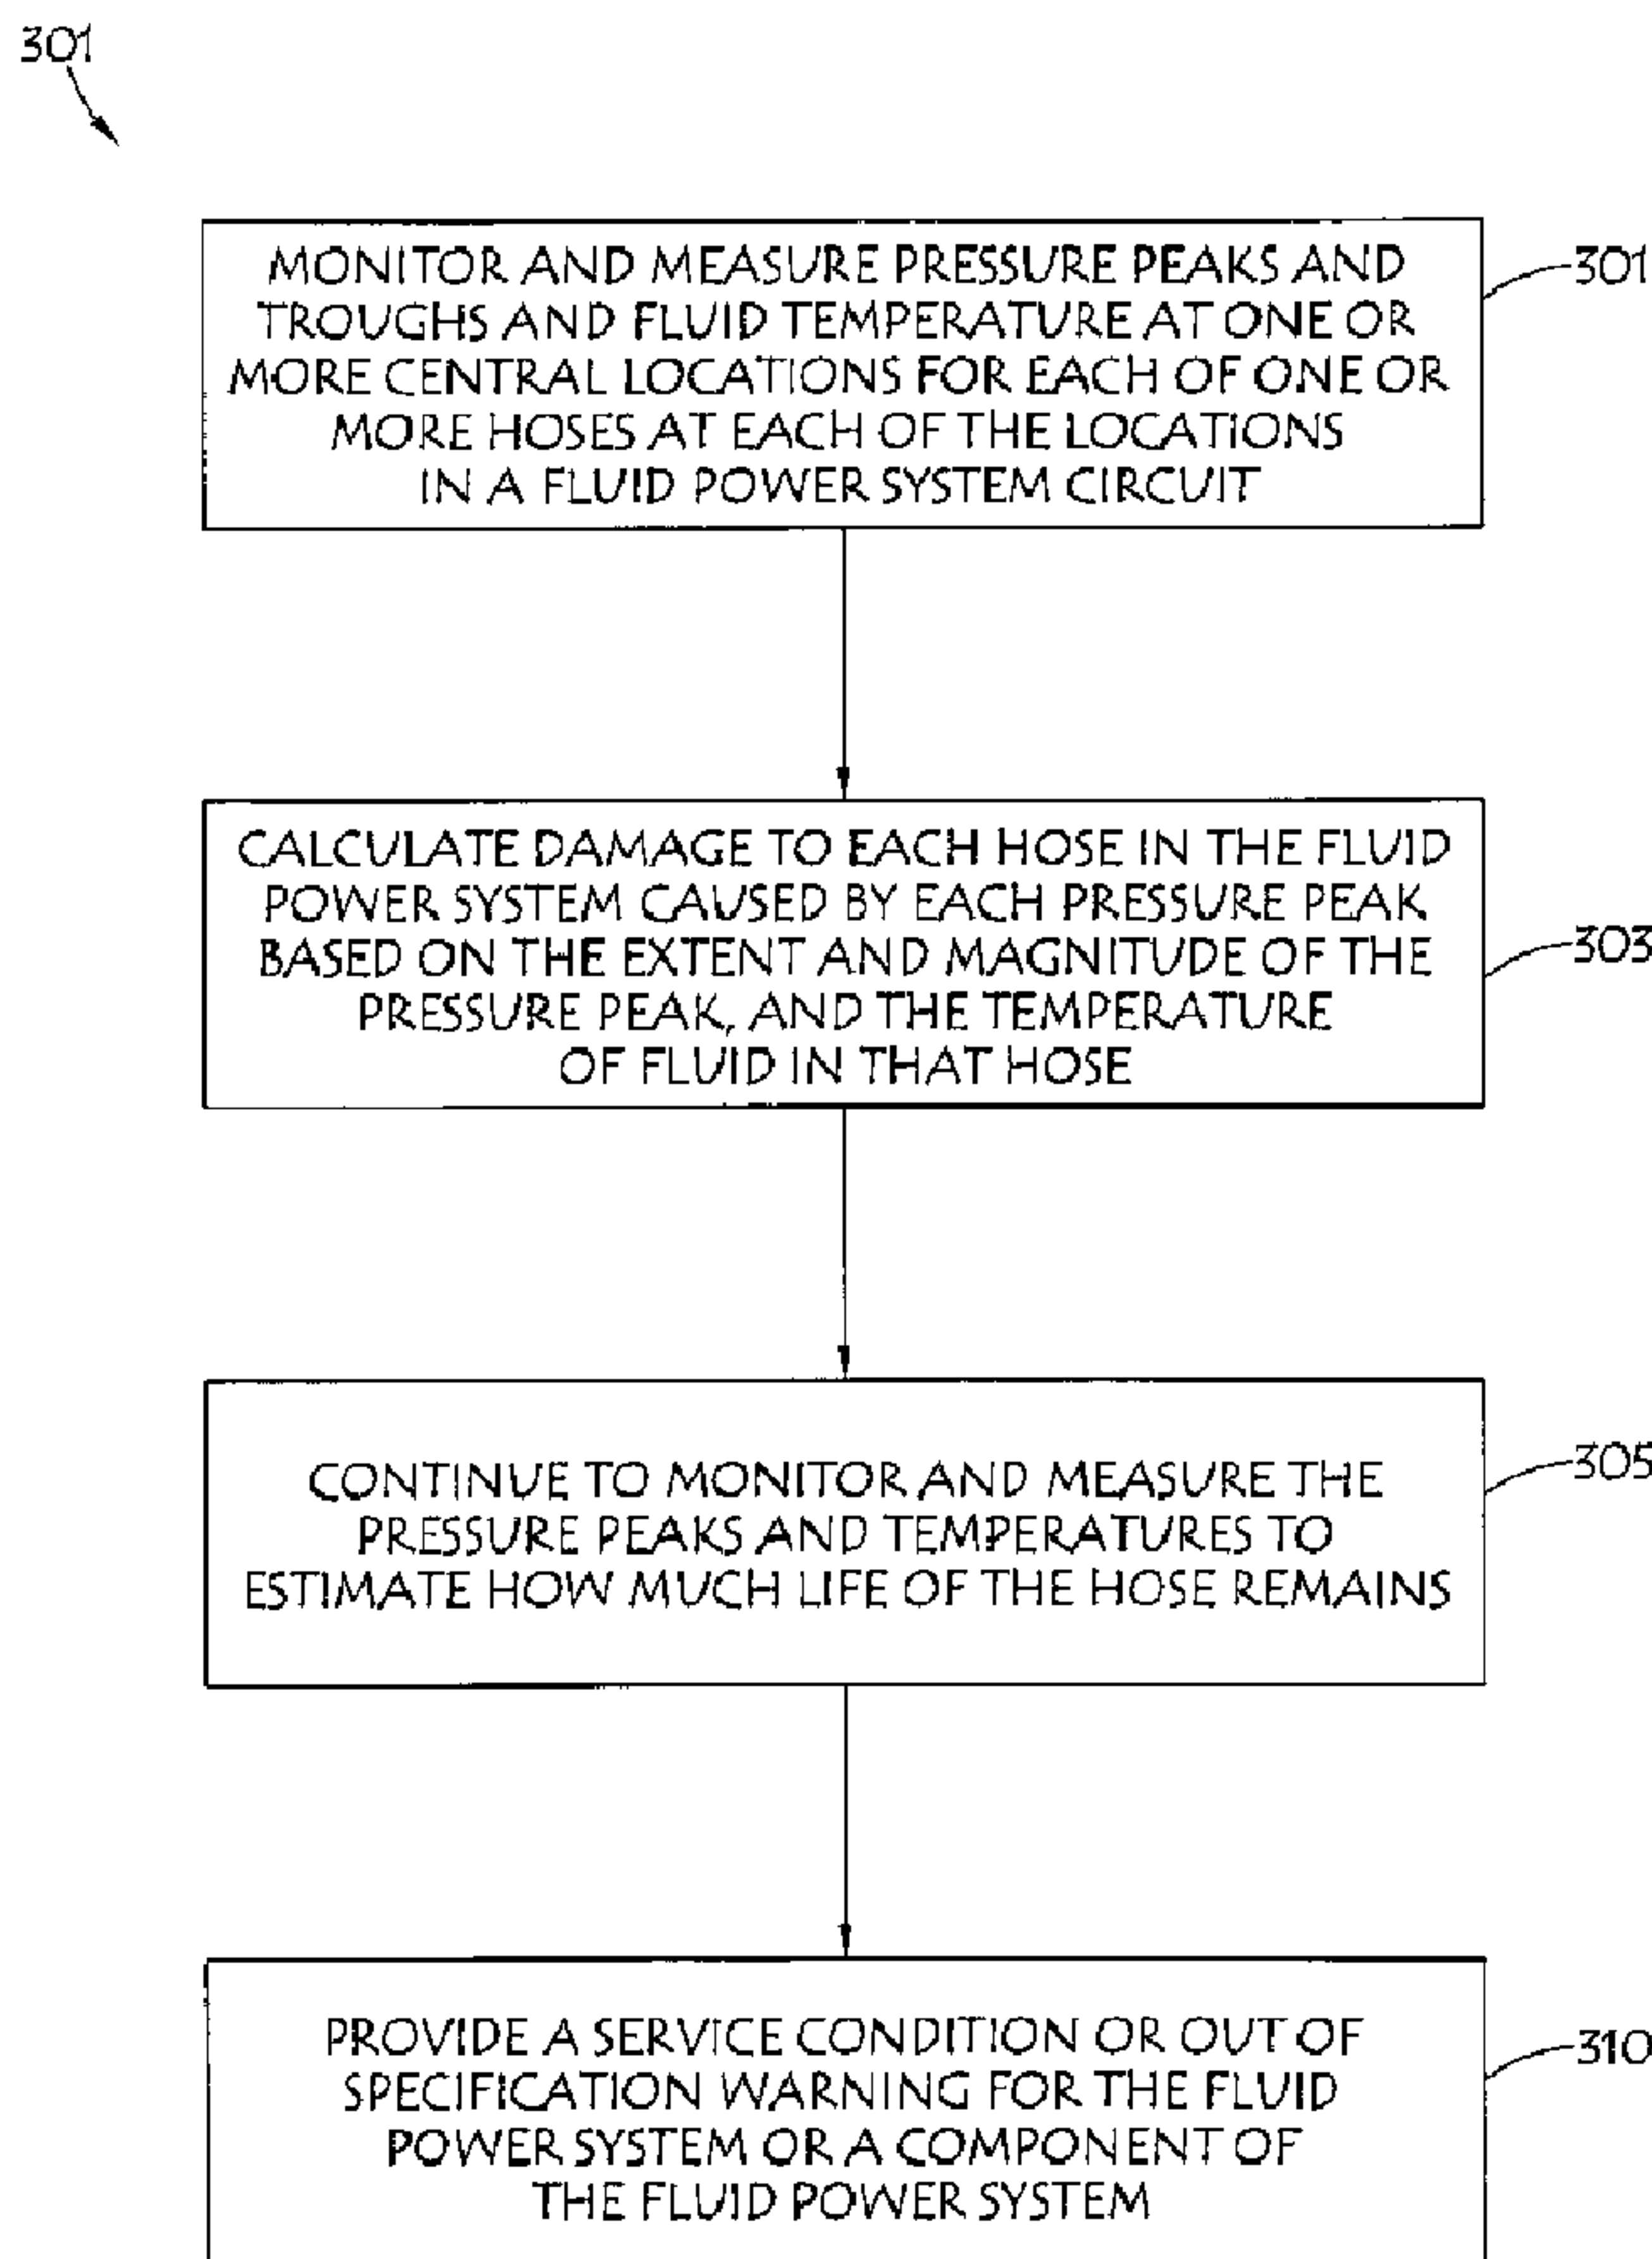 301
MONITOR AND MEASURE PRESSURE PEAKS AND
TROUGHS AND FLUID TEMPERATURE AT ONE OR
MORE CENTRAL LOCATIONS FOR EACH OF ONE OR
MORE HOSES AT EACH OF THE LOCATIONS
IN A FLUID POWER SYSTEM CIRCUIT
301
CALCULATE DAMAGE TO EACH HOSE IN THE FLUID
POWER SYSTEM CAUSED BY EACH PRESSURE PEAK
BASED ON THE EXTENT AND MAGNITUDE OF THE
PRESSURE PEAK, AND THE TEMPERATURE
OF FLUID IN THAT HOSE
303
CONTINUE TO MONITOR AND MEASURE THE
PRESSURE PEAKS AND TEMPERATURES TO
ESTIMATE HOW MUCH LIFE OF THE HOSE REMAINS
305
PROVIDE A SERVICE CONDITION OR OUT OF
SPECIFICATION WARNING FOR THE FLUID
POWER SYSTEM OR A COMPONENT OF
THE FLUID POWER SYSTEM
310